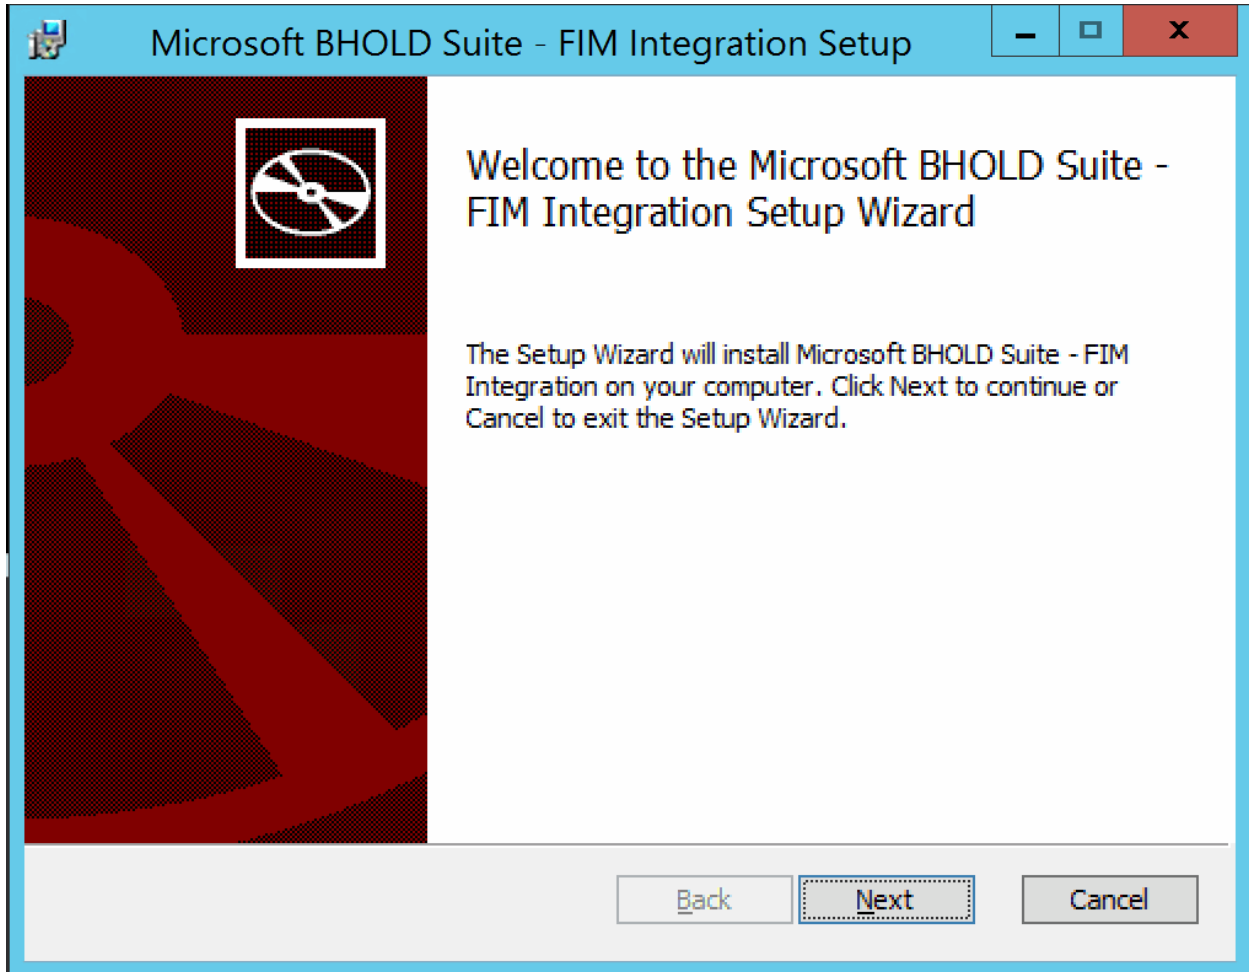 Microsoft BHOLD Suite - FIM Integration Setup
Welcome to the Microsoft BHOLD Suite -
FIM Integration Setup Wizard
The Setup Wizard will install Microsoft BHOLD Suite - FIM
Integration on your computer. Click Next to continue or
Cancel to exit the Setup Wizard.
Back Next Cancel